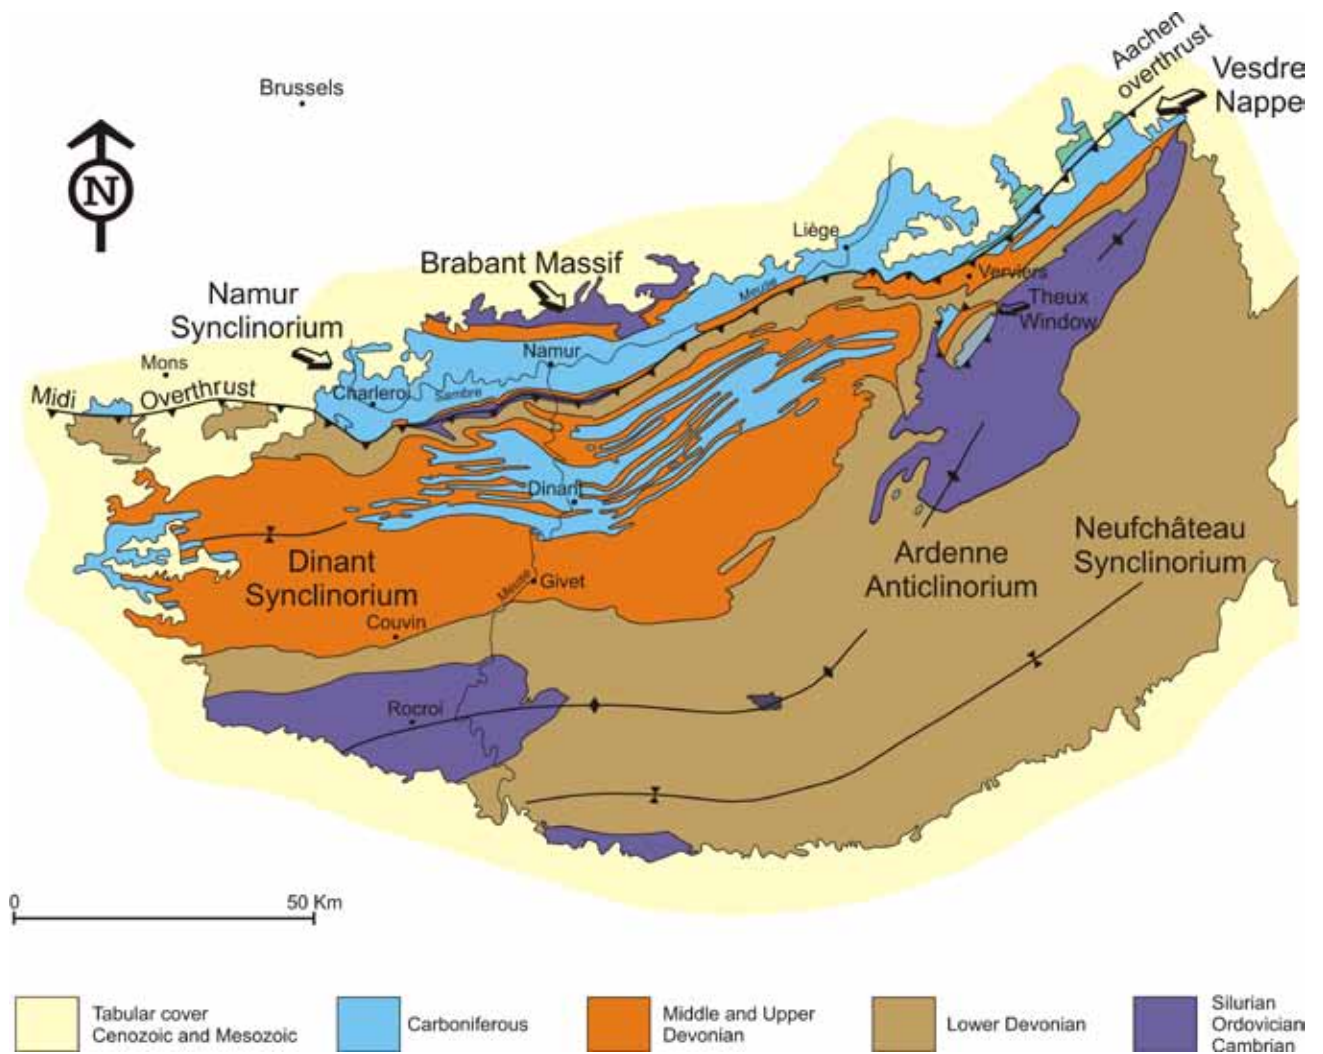 Aachen
overthrust
Vesdre
Nappe
Brussels
N
Liège
Brabant Massif
Meuse
Verviers
Namur
Synclinorium
Theux
Window
Mons
Namur
Midi
Overthrust
Charleroi
Sambre
Dinant
Neufchâteau
Synclinorium
Ardenne
Anticlinorium
Dinant
Synclinorium
Meuse
Givet
Couvin
Rocroi
0
50 Km
Tabular cover
Cenozoic and Mesozoic
Carboniferous
Middle and Upper
Devonian
Lower Devonian
Silurian
Ordovician
Cambrian